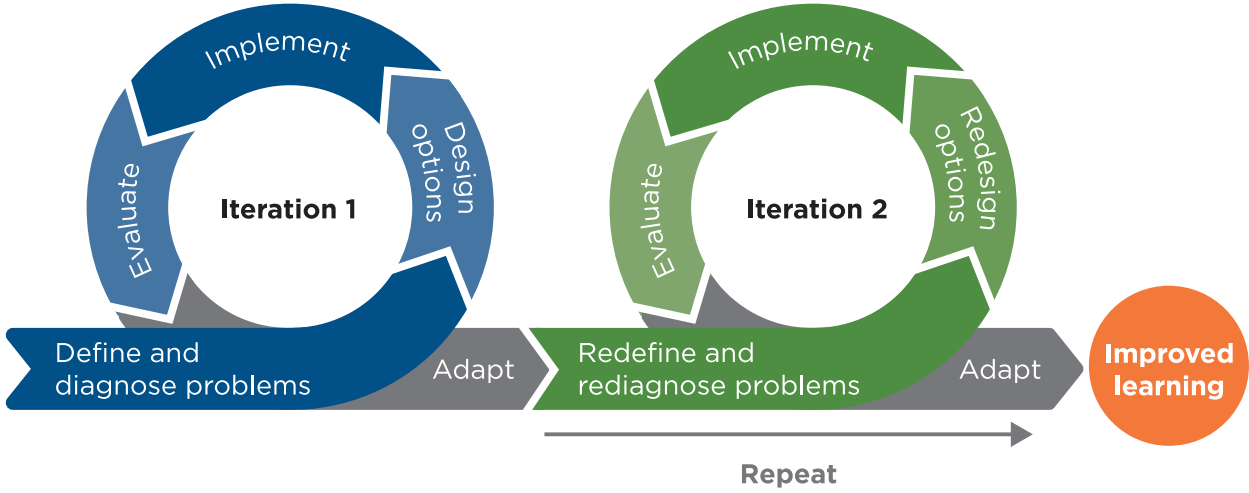 Define and
diagnose problems
Design
options
Implement
Evaluate
Iteration 1
Adapt
Redefine and
rediagnose problems
Redesign
options
Implement
Evaluate
Iteration 2
Adapt
Improved
learning
Repeat